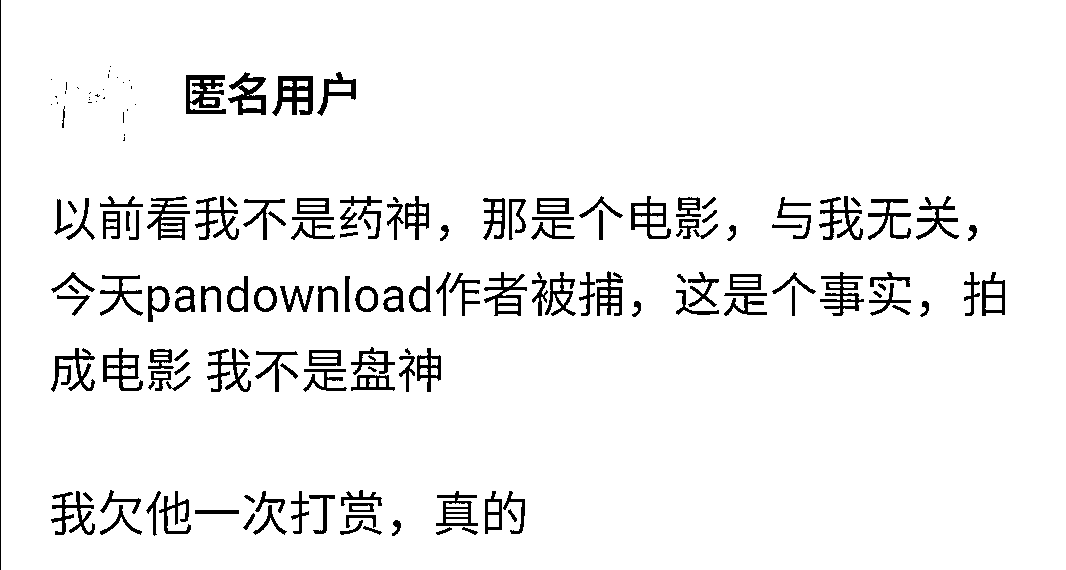 匿名用户
以前看我不是药神，那是个电影，与我无关，
今天pandownload作者被捕，这是个事实，拍
成电影 我不是盘神
我欠他一次打赏，真的